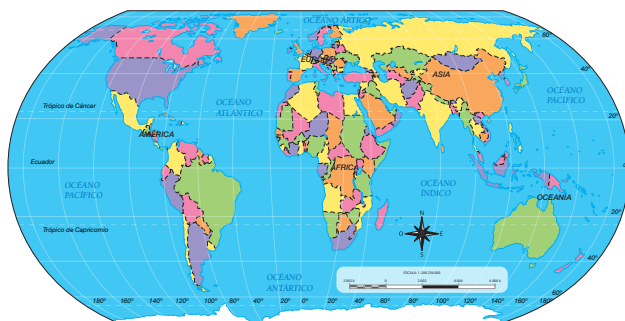 OCÉANO ÁRTICO
60°
EUROPA
ASIA
40°
OCÉANO
PACÍFICO
Trópico de Cáncer
OCÉANO
ATLÁNTICO
20°
AMÉRICA
Ecuador
ÁFRICA
OCÉANO
PACÍFICO
OCÉANO
ÍNDICO
OCEANÍA
20°
Trópico de Capricornio
N
O
E
S
40°
OCÉANO
ANTÁRTICO
60°
180° 160° 140° 120° 100° 80° 60° 40° 20° 0° 20° 40° 60° 80° 100° 120° 140° 160° 180°